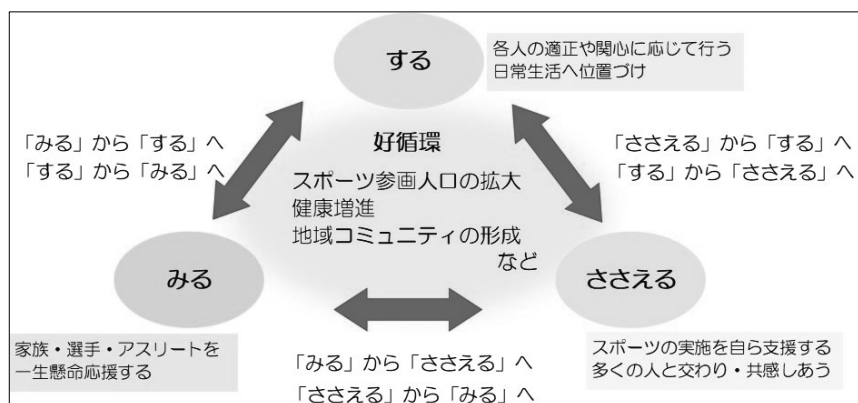 する
各人の適正や関心に応じて行う
日常生活へ位置づけ
「みる」から「する」へ
「する」から「みる」へ
好循環
スポーツ参画人口の拡大
健康増進
地域コミュニティの形成
など
「ささえる」から「する」へ
「する」から「ささえる」へ
みる
ささえる
家族・選手・アスリートを
一生懸命応援する
「みる」から「ささえる」へ
「ささえる」から「みる」へ
スポーツの実施を自ら支援する
多くの人と交わり・共感しあう